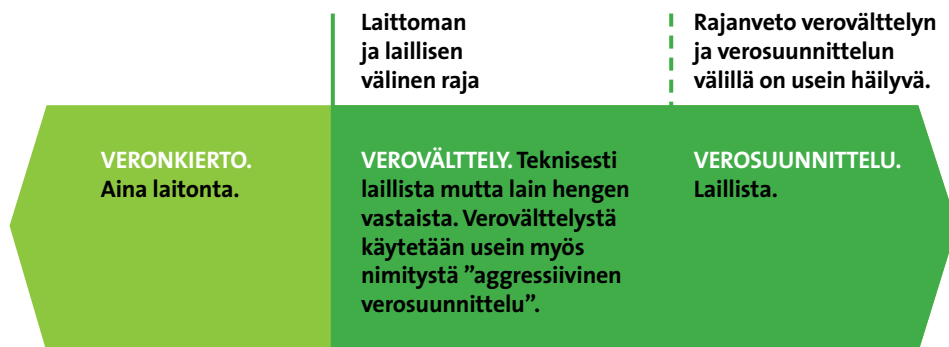 Laittoman
ja laillisen
välinen raja
Rajanveto verovälttelyn
ja verosuunnittelun
välillä on usein häilyvä.
VERONKIERTO.
Aina laitonta.
VEROVÄLTTELY. Teknisesti
laillista mutta lain hengen
vastaista. Verovälttelystä
käytetään usein myös
nimitystä ”aggressiivinen
verosuunnittelu”.
VEROSUUNNITTELU.
Laillista.